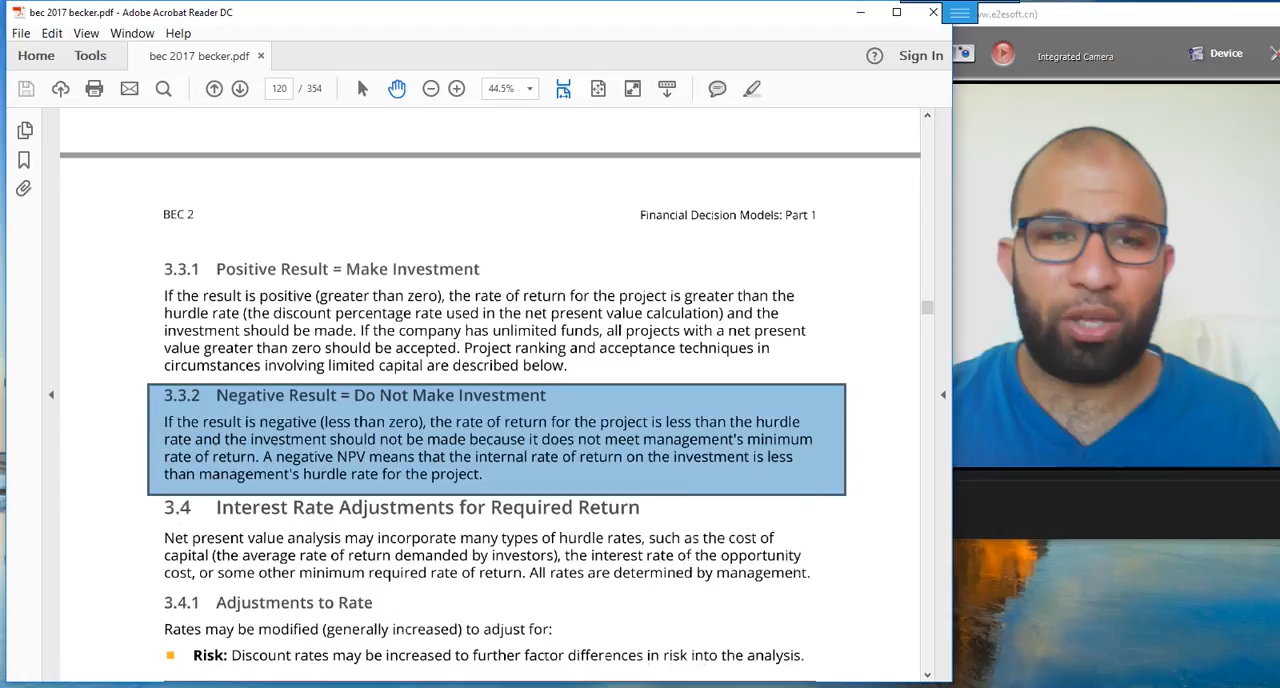 bec 2017 becker.pdf - Adobe Acrobat Reader DC
File Edit View Window Help
Home Tools bec 2017 becker.pdf × Sign In
120 / 354 44.5%
e2esoft.cn)
Integrated Camera Device
BEC 2 Financial Decision Models: Part 1
3.3.1 Positive Result = Make Investment
If the result is positive (greater than zero), the rate of return for the project is greater than the
hurdle rate (the discount percentage rate used in the net present value calculation) and the
investment should be made. If the company has unlimited funds, all projects with a net present
value greater than zero should be accepted. Project ranking and acceptance techniques in
circumstances involving limited capital are described below.
3.3.2 Negative Result = Do Not Make Investment
If the result is negative (less than zero), the rate of return for the project is less than the hurdle
rate and the investment should not be made because it does not meet management's minimum
rate of return. A negative NPV means that the internal rate of return on the investment is less
than management's hurdle rate for the project.
3.4 Interest Rate Adjustments for Required Return
Net present value analysis may incorporate many types of hurdle rates, such as the cost of
capital (the average rate of return demanded by investors), the interest rate of the opportunity
cost, or some other minimum required rate of return. All rates are determined by management.
3.4.1 Adjustments to Rate
Rates may be modified (generally increased) to adjust for:
Risk: Discount rates may be increased to further factor differences in risk into the analysis.